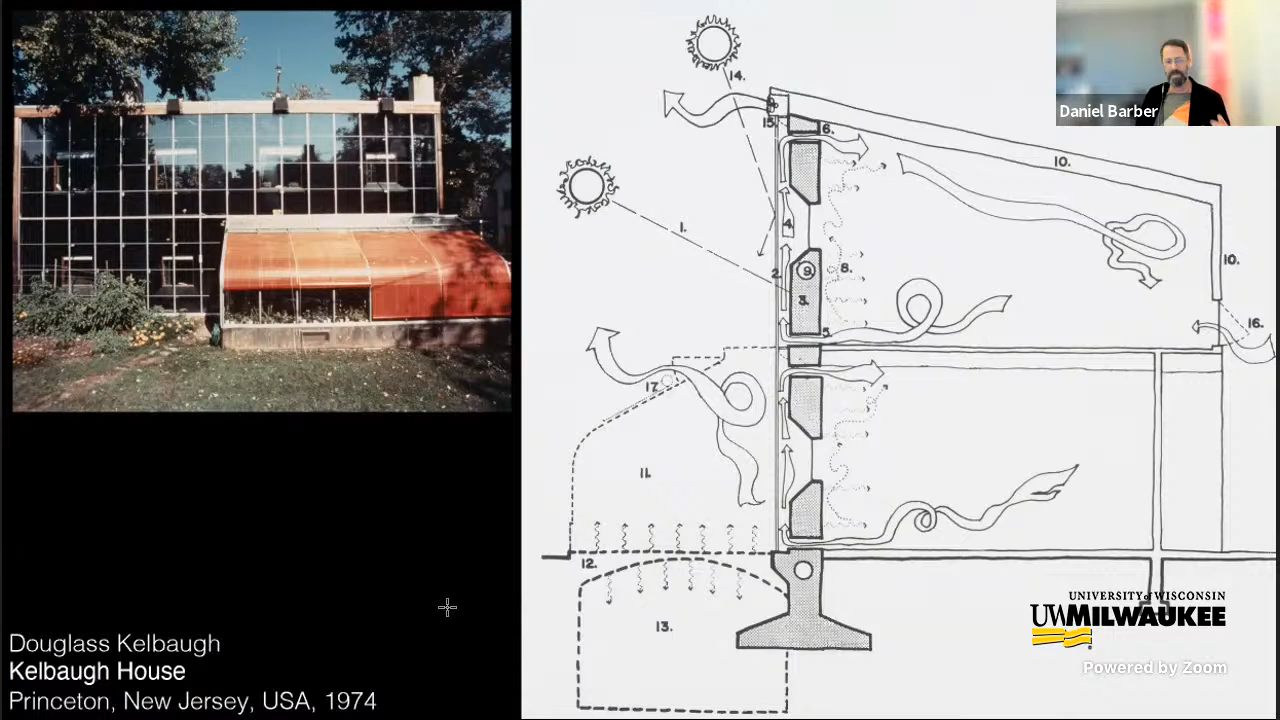 Daniel Barber
14.
15.
6.
10.
1.
4.
2.
9.
8.
3.
10.
5.
16.
17.
11.
12.
13.
UNIVERSITY of WISCONSIN
UWMILWAUKEE
Powered by Zoom
Douglass Kelbaugh
Kelbaugh House
Princeton, New Jersey, USA, 1974